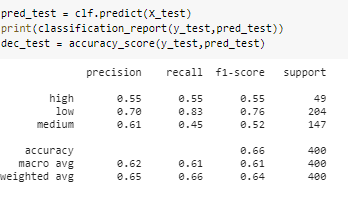 pred_test = clf.predict(X_test)
print(classification_report(y_test,pred_test))
dec_test = accuracy_score(y_test,pred_test)
precision recall f1-score support
high 0.55 0.55 0.55 49
low 0.70 0.83 0.76 204
medium 0.61 0.45 0.52 147
accuracy 0.66 400
macro avg 0.62 0.61 0.61 400
weighted avg 0.65 0.66 0.64 400